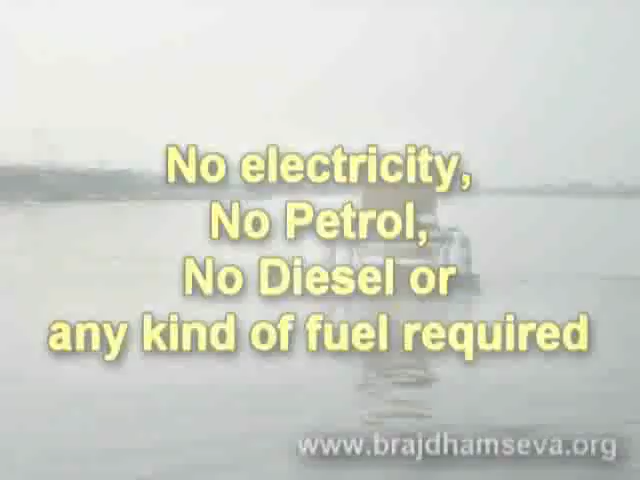 No electricity,
No Petrol,
No Diesel or
any kind of fuel required
www.brajdhamseva.org